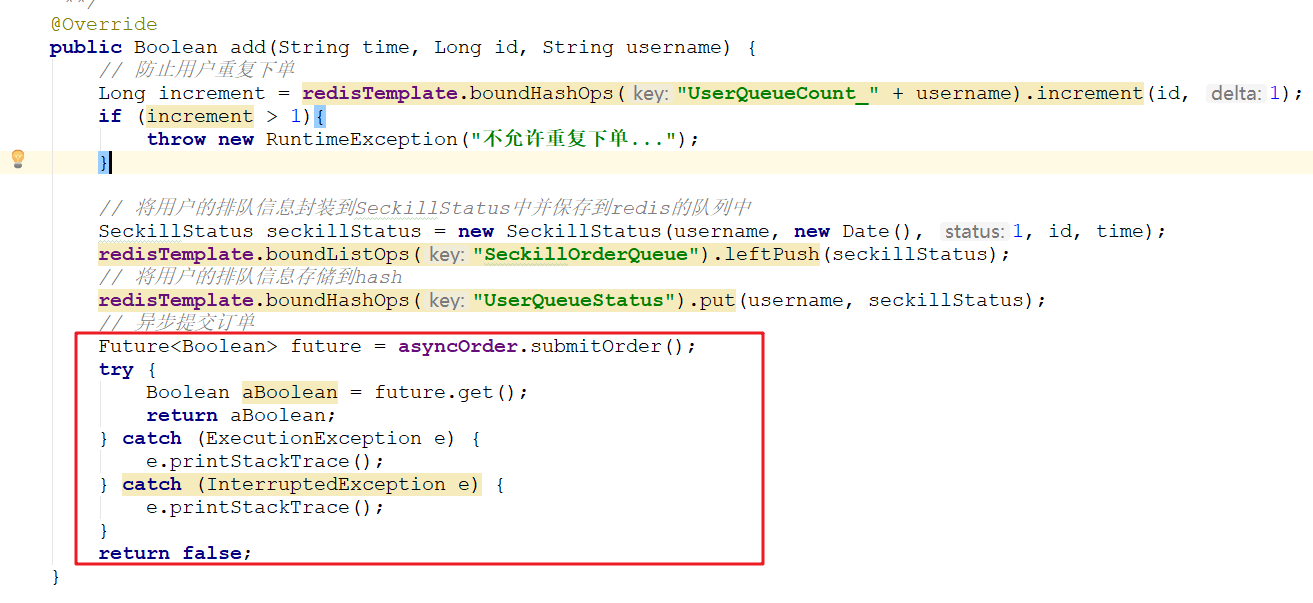 **/
@Override
public Boolean add(String time, Long id, String username) {
// 防止用户重复下单
Long increment = redisTemplate.boundHashOps( key: "UserQueueCount_" + username).increment(id, delta: 1);
if (increment > 1){
throw new RuntimeException("不允许重复下单...");
}
// 将用户的排队信息封装到SeckillStatus中并保存到redis的队列中
SeckillStatus seckillStatus = new SeckillStatus(username, new Date(), status: 1, id, time);
redisTemplate.boundListOps( key: "SeckillOrderQueue").leftPush(seckillStatus);
// 将用户的排队信息存储到hash
redisTemplate.boundHashOps( key: "UserQueueStatus").put(username, seckillStatus);
// 异步提交订单
Future<Boolean> future = asyncOrder.submitOrder();
try {
Boolean aBoolean = future.get();
return aBoolean;
} catch (ExecutionException e) {
e.printStackTrace();
} catch (InterruptedException e) {
e.printStackTrace();
}
return false;
}